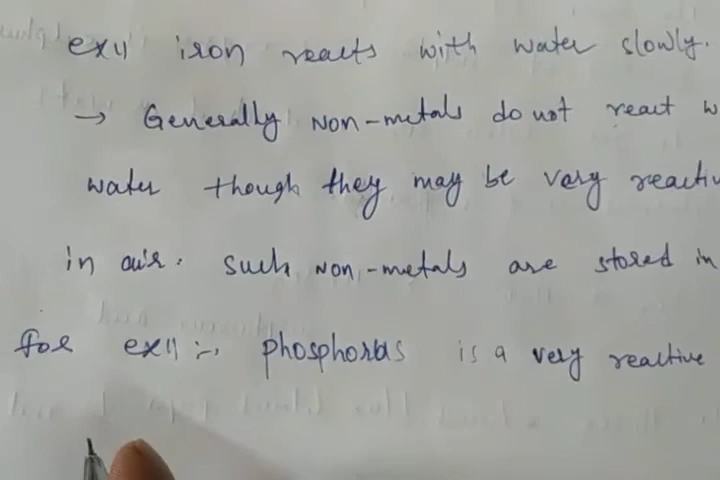 ex:, iron reacts with water slowly.
→ Generally Non-metals do not react w
water though they may be very reactiv
in air. such Non-metals are stored in
for ex:- phosphorus is a very reactive